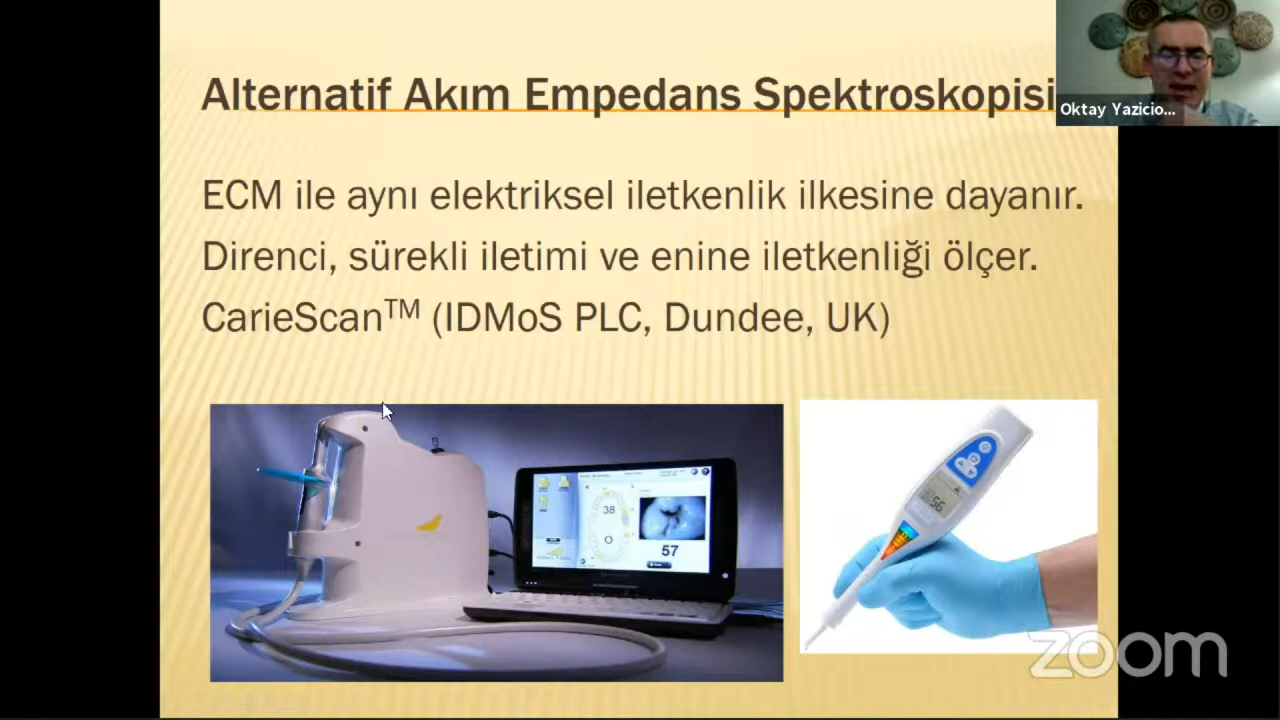 Alternatif Akım Empedans Spektroskopisi
Oktay Yazicio...
ECM ile aynı elektriksel iletkenlik ilkesine dayanır.
Direnci, sürekli iletimi ve enine iletkenliği ölçer.
CarieScan™ (IDMoS PLC, Dundee, UK)
38
57
56
zoom